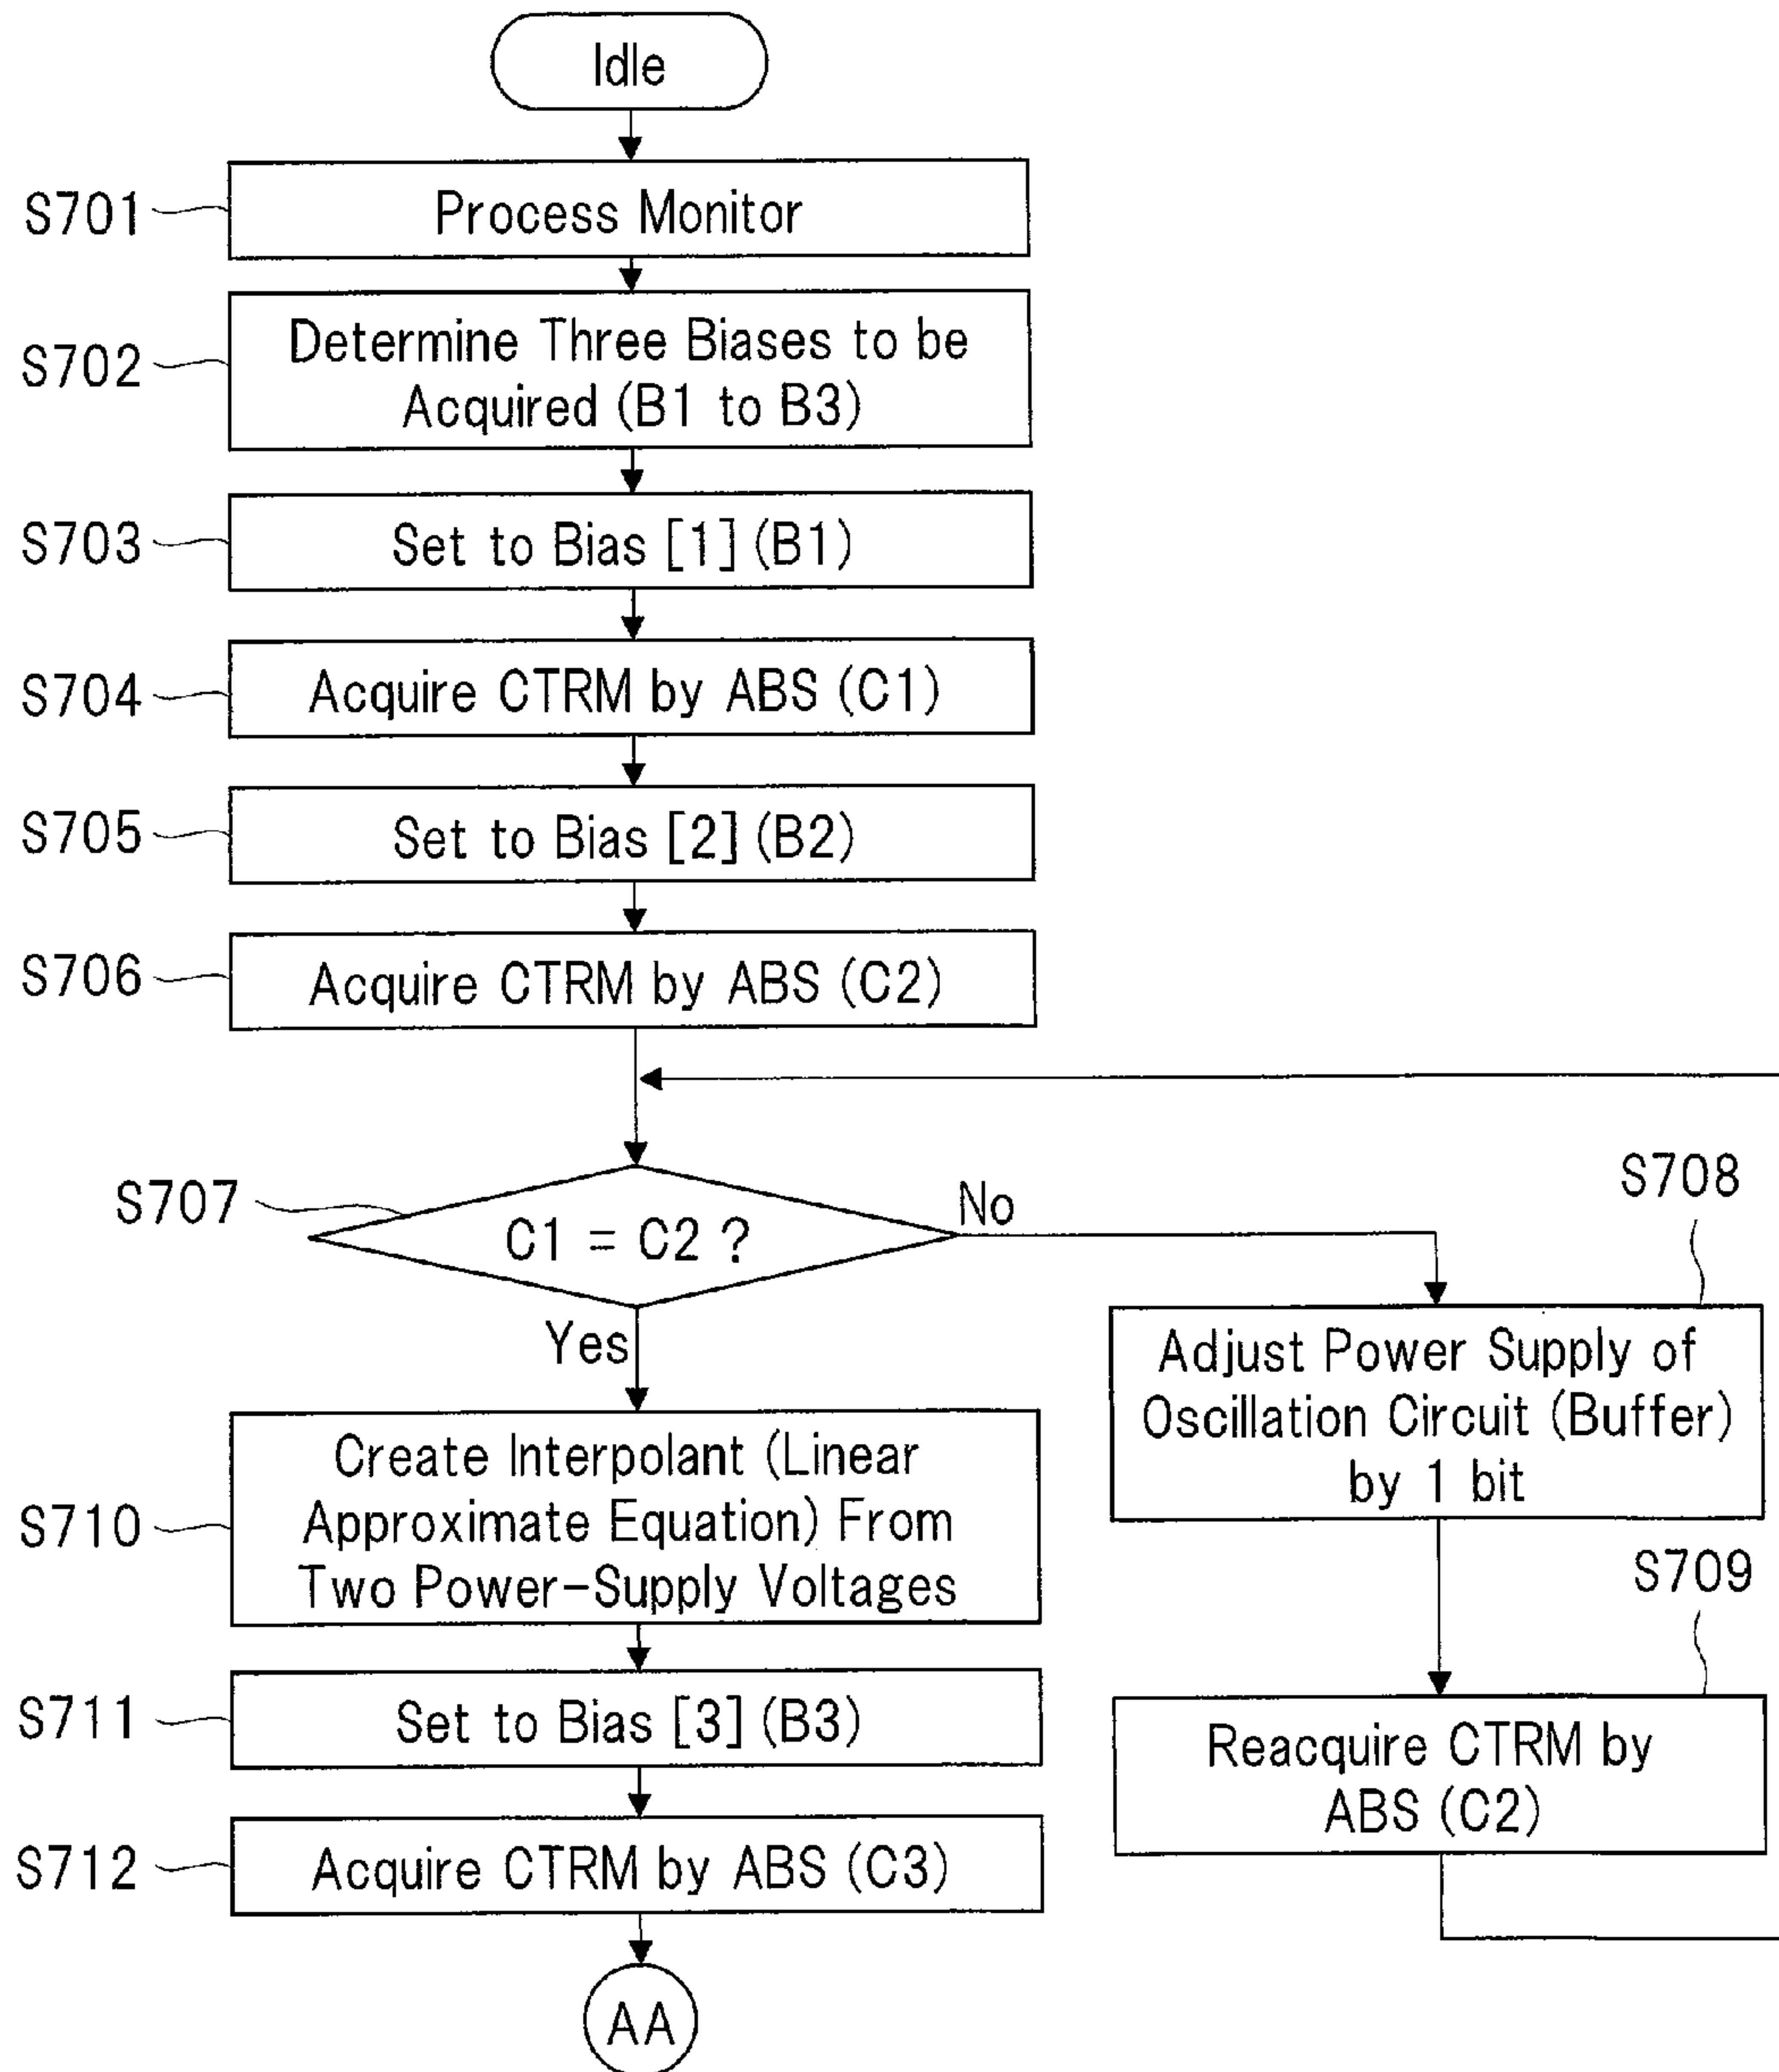 Idle
S701
Process Monitor
S702
Determine Three Biases to be
Acquired (B1 to B3)
S703
Set to Bias [1] (B1)
S704
Acquire CTRM by ABS (C1)
S705
Set to Bias [2] (B2)
S706
Acquire CTRM by ABS (C2)
S707
C1 = C2 ?
No
Yes
S708
Adjust Power Supply of
Oscillation Circuit (Buffer)
by 1 bit
S709
Reacquire CTRM by
ABS (C2)
S710
Create Interpolant (Linear
Approximate Equation) From
Two Power-Supply Voltages
S711
Set to Bias [3] (B3)
S712
Acquire CTRM by ABS (C3)
AA